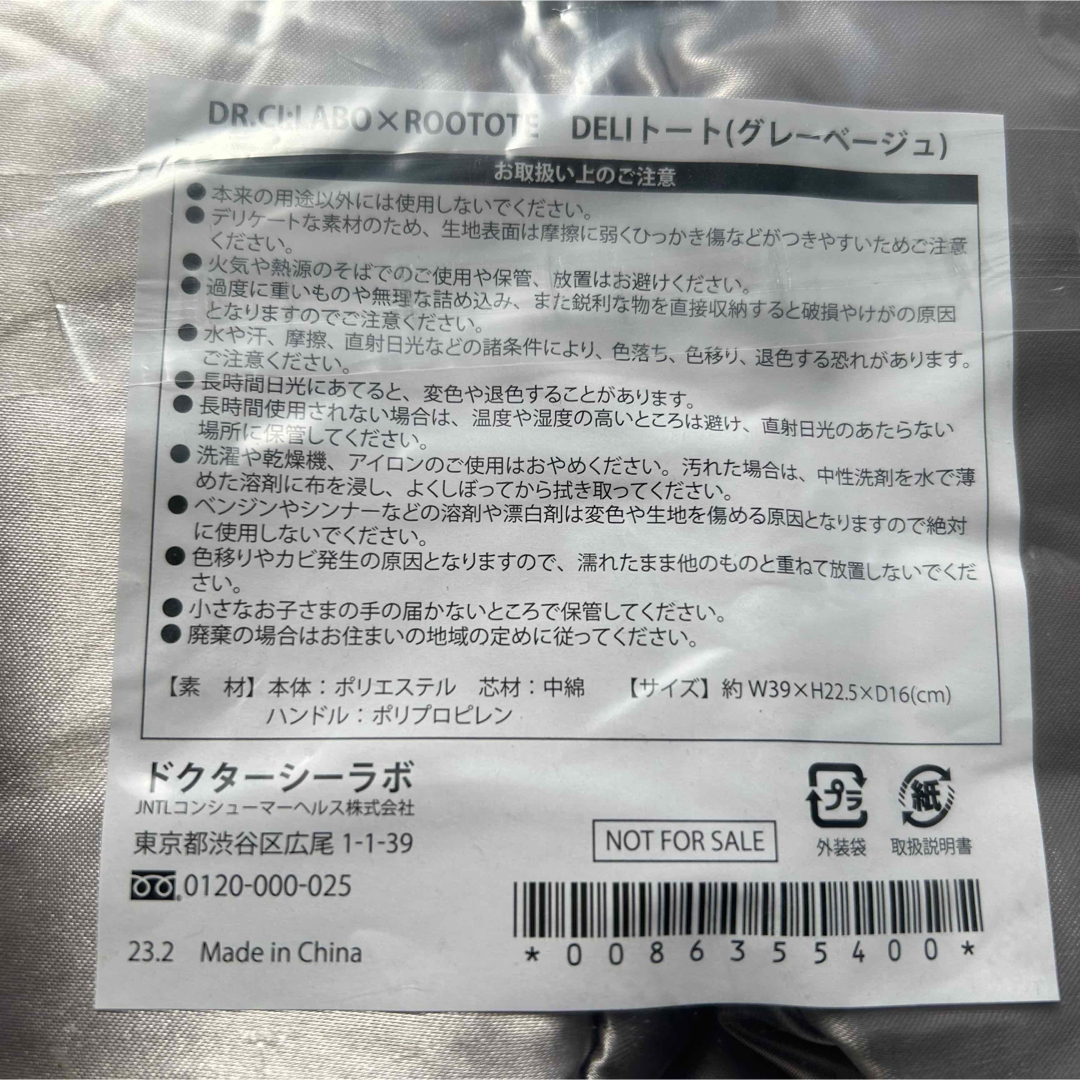 DR.CI:LABO×ROOTOTE　DELIトート(グレーベージュ)
お取扱い上のご注意
●本来の用途以外には使用しないでください。
●デリケートな素材のため、生地表面は摩擦に弱くひっかき傷などがつきやすいためご注意
ください。
●火気や熱源のそばでのご使用や保管、放置はお避けください。
●過度に重いものや無理な詰め込み、また鋭利な物を直接収納すると破損やけがの原因
となりますのでご注意ください。
●水や汗、摩擦、直射日光などの諸条件により、色落ち、色移り、退色する恐れがあります。
ご注意ください。
●長時間日光にあてると、変色や退色することがあります。
●長時間使用されない場合は、温度や湿度の高いところは避け、直射日光のあたらない
場所に保管してください。
●洗濯や乾燥機、アイロンのご使用はおやめください。汚れた場合は、中性洗剤を水で薄
めた溶剤に布を浸し、よくしぼってから拭き取ってください。
●ベンジンやシンナーなどの溶剤や漂白剤は変色や生地を傷める原因となりますので絶対
に使用しないでください。
●色移りやカビ発生の原因となりますので、濡れたまま他のものと重ねて放置しないでくだ
さい。
●小さなお子さまの手の届かないところで保管してください。
●廃棄の場合はお住まいの地域の定めに従ってください。
【素　材】本体：ポリエステル　芯材：中綿　【サイズ】約 W39×H22.5×D16(cm)
ハンドル：ポリプロピレン
ドクターシーラボ
JNTLコンシューマーヘルス株式会社
東京都渋谷区広尾 1-1-39
0120-000-025
23.2　Made in China
NOT FOR SALE
プラ
外装袋
紙
取扱説明書
*0086355400*